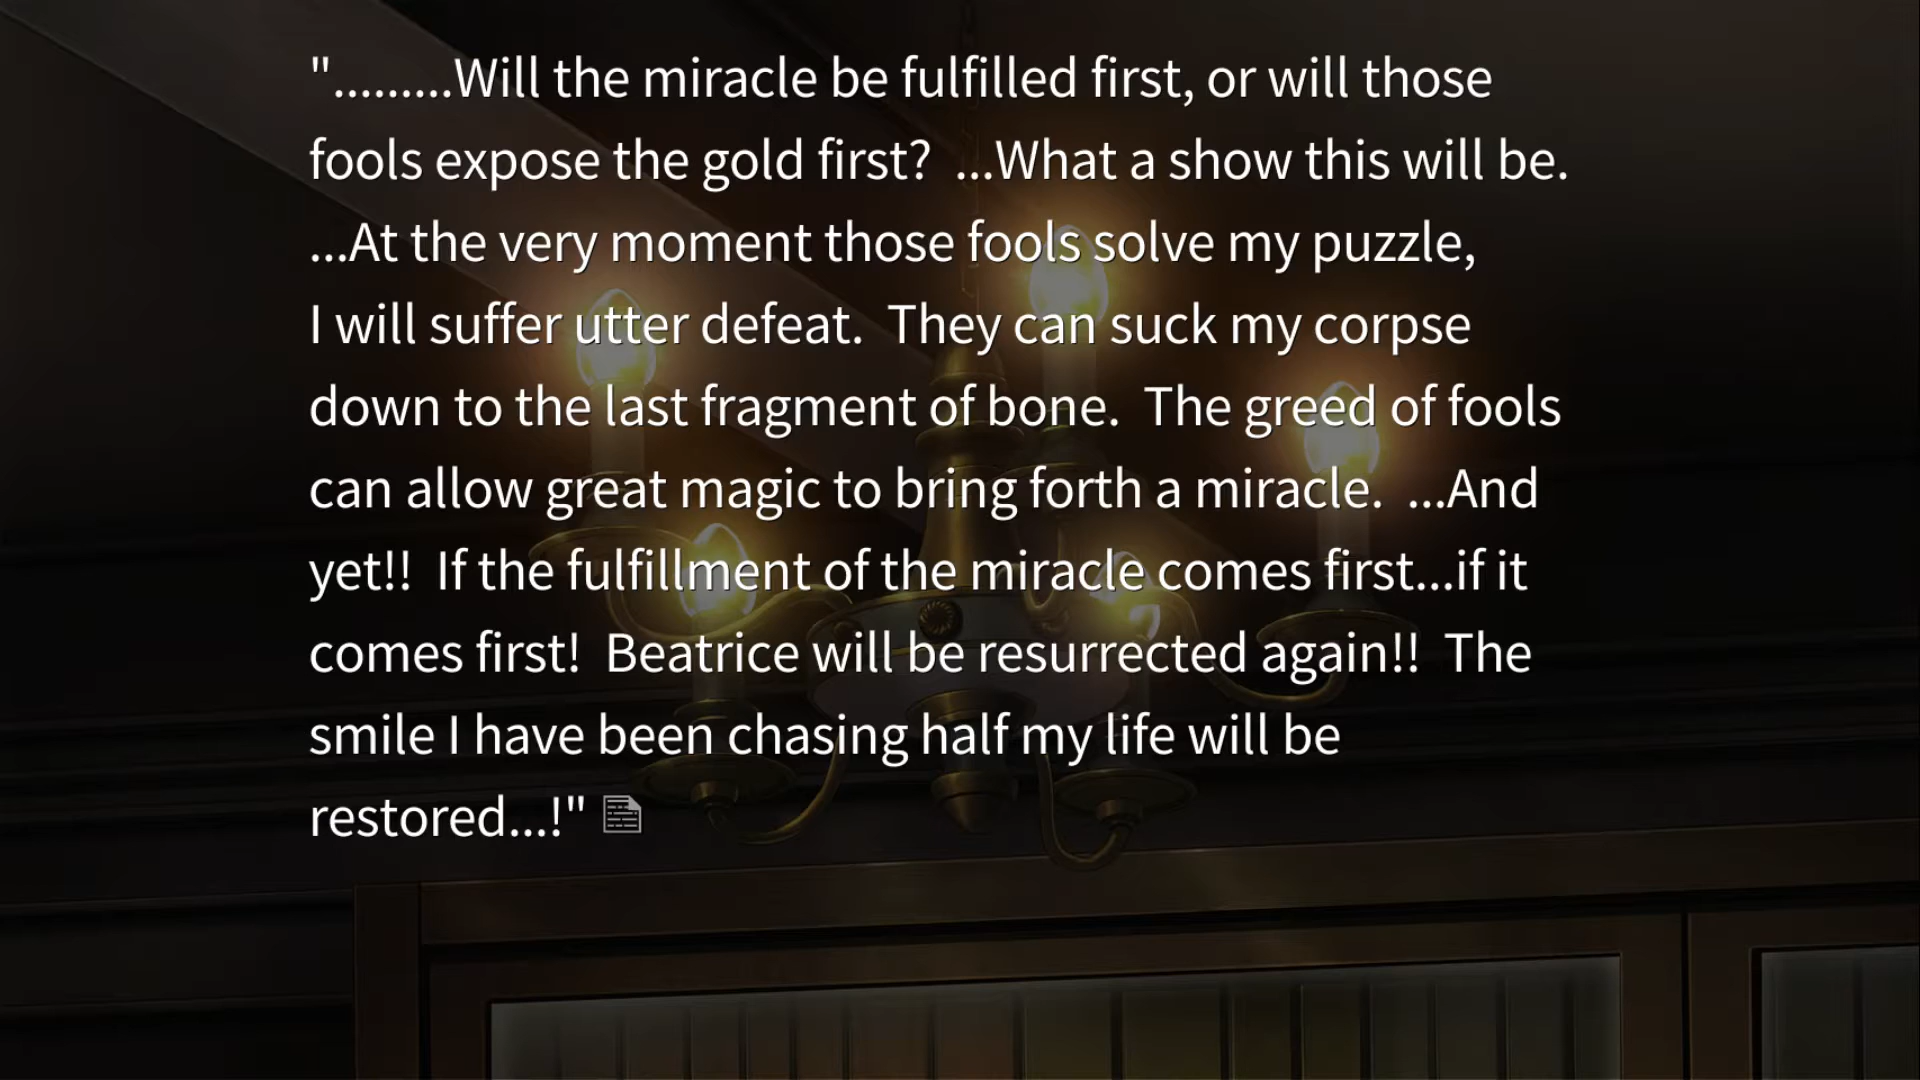 ".........Will the miracle be fulfilled first, or will those
fools expose the gold first?  ...What a show this will be.
...At the very moment those fools solve my puzzle,
I will suffer utter defeat.  They can suck my corpse
down to the last fragment of bone.  The greed of fools
can allow great magic to bring forth a miracle.  ...And
yet!!  If the fulfillment of the miracle comes first...if it
comes first!  Beatrice will be resurrected again!!  The
smile I have been chasing half my life will be
restored...!"